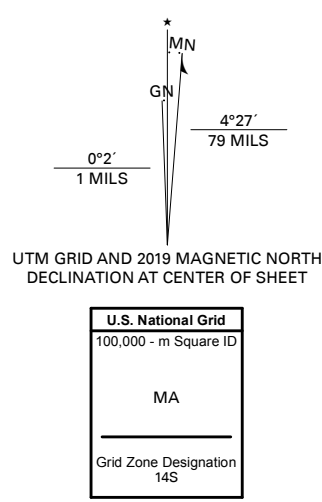 ★
MN
GN
4°27´
79 MILS
0°2´
1 MILS
UTM GRID AND 2019 MAGNETIC NORTH
DECLINATION AT CENTER OF SHEET
U.S. National Grid
100,000 - m Square ID
MA
Grid Zone Designation
14S